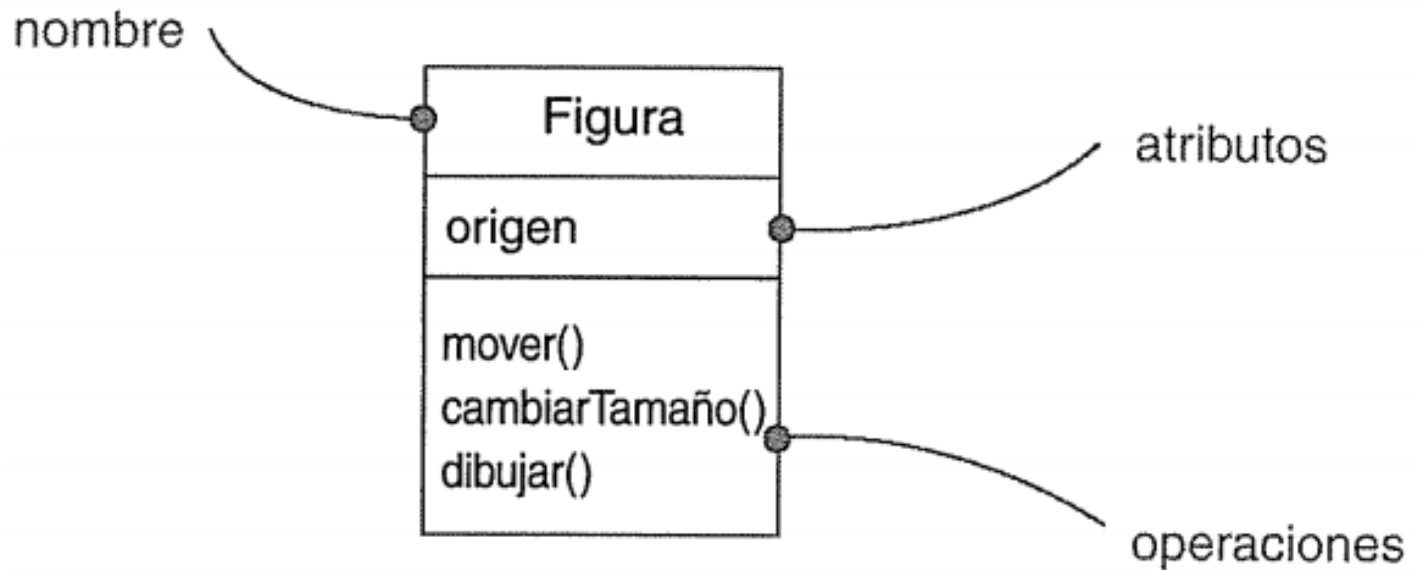 nombre
Figura
atributos
origen
mover()
cambiarTamaño()
dibujar()
operaciones